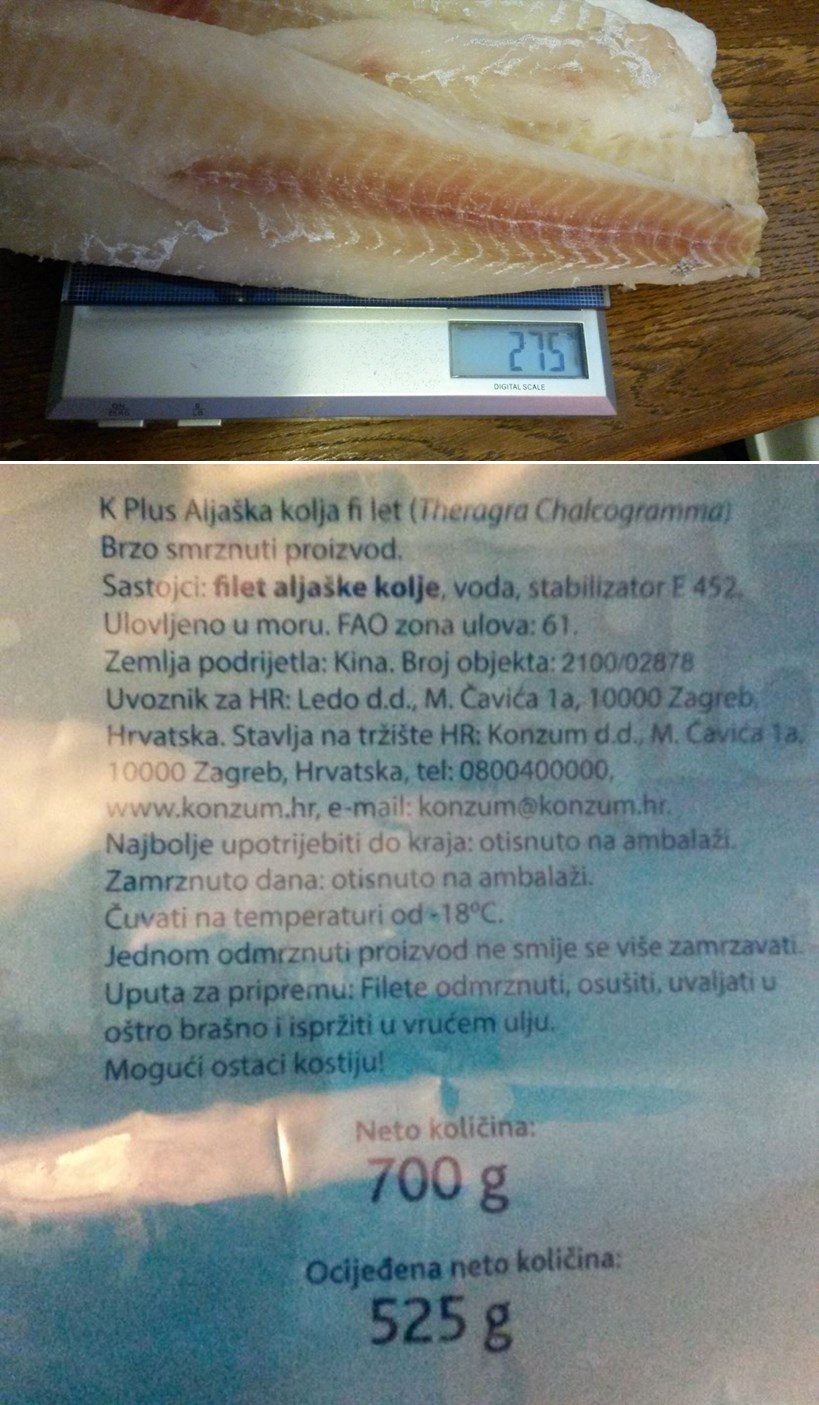 275
DIGITAL SCALE
K Plus Aljaška kolja fi let (Theragra Chalcogramma)
Brzo smrznuti proizvod.
Sastojci: filet aljaške kolje, voda, stabilizator E 452.
Ulovljeno u moru. FAO zona ulova: 61.
Zemlja podrijetla: Kina. Broj objekta: 2100/02878
Uvoznik za HR: Ledo d.d., M. Čavića 1a, 10000 Zagreb,
Hrvatska. Stavlja na tržište HR: Konzum d.d., M. Čavića 1a,
10000 Zagreb, Hrvatska, tel: 0800400000,
www.konzum.hr, e-mail: konzum@konzum.hr.
Najbolje upotrijebiti do kraja: otisnuto na ambalaži.
Zamrznuto dana: otisnuto na ambalaži.
Čuvati na temperaturi od -18ºC.
Jednom odmrznuti proizvod ne smije se više zamrzavati.
Uputa za pripremu: Filete odmrznuti, osušiti, uvaljati u
oštro brašno i ispržiti u vrućem ulju.
Mogući ostaci kostiju!
Neto količina:
700 g
Ocijeđena neto količina:
525 g